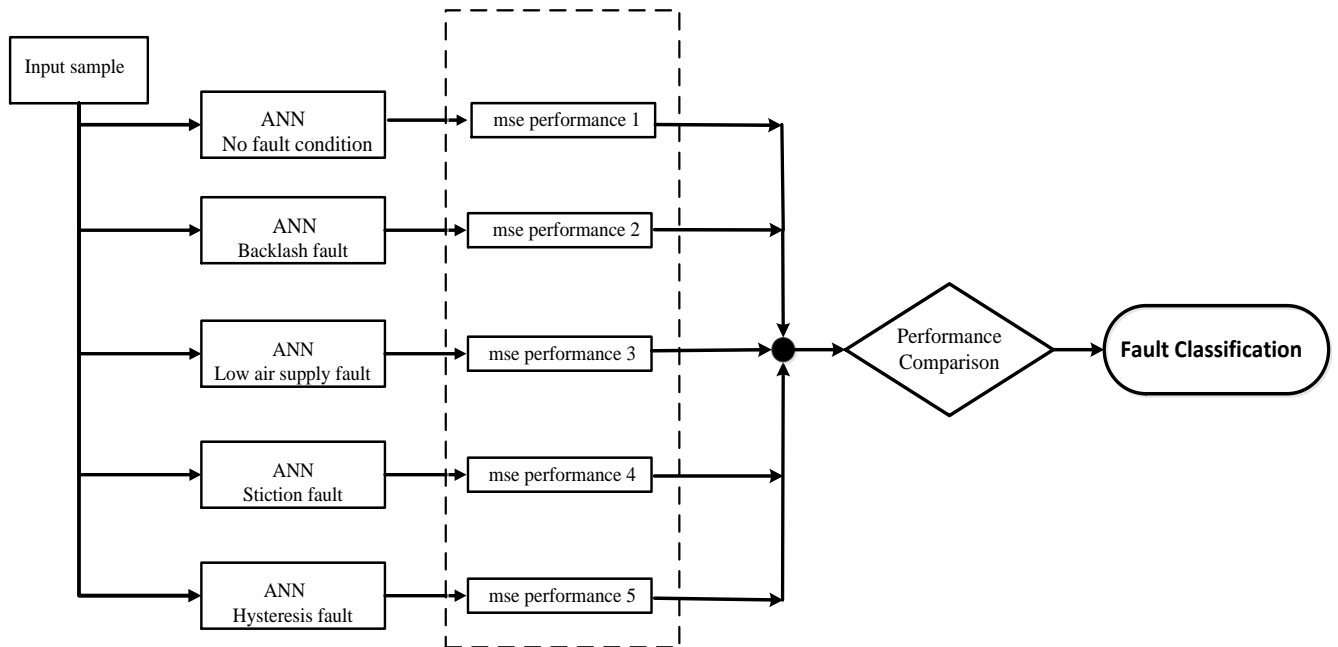 Input sample
ANN
No fault condition
mse performance 1
ANN
Backlash fault
mse performance 2
ANN
Low air supply fault
mse performance 3
Performance
Comparison
Fault Classification
ANN
Stiction fault
mse performance 4
ANN
Hysteresis fault
mse performance 5